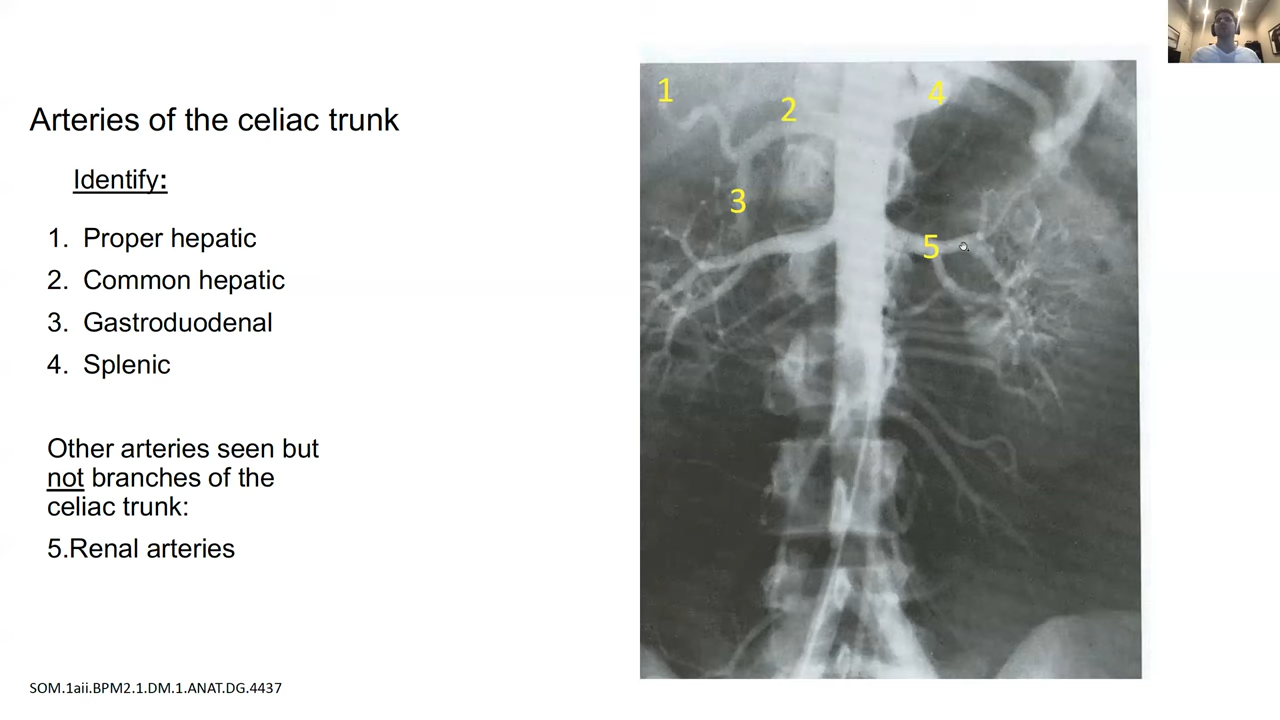 Arteries of the celiac trunk
Identify:
1. Proper hepatic
2. Common hepatic
3. Gastroduodenal
4. Splenic
Other arteries seen but
not branches of the
celiac trunk:
5.Renal arteries
SOM.1aii.BPM2.1.DM.1.ANAT.DG.4437
1
2
4
3
5